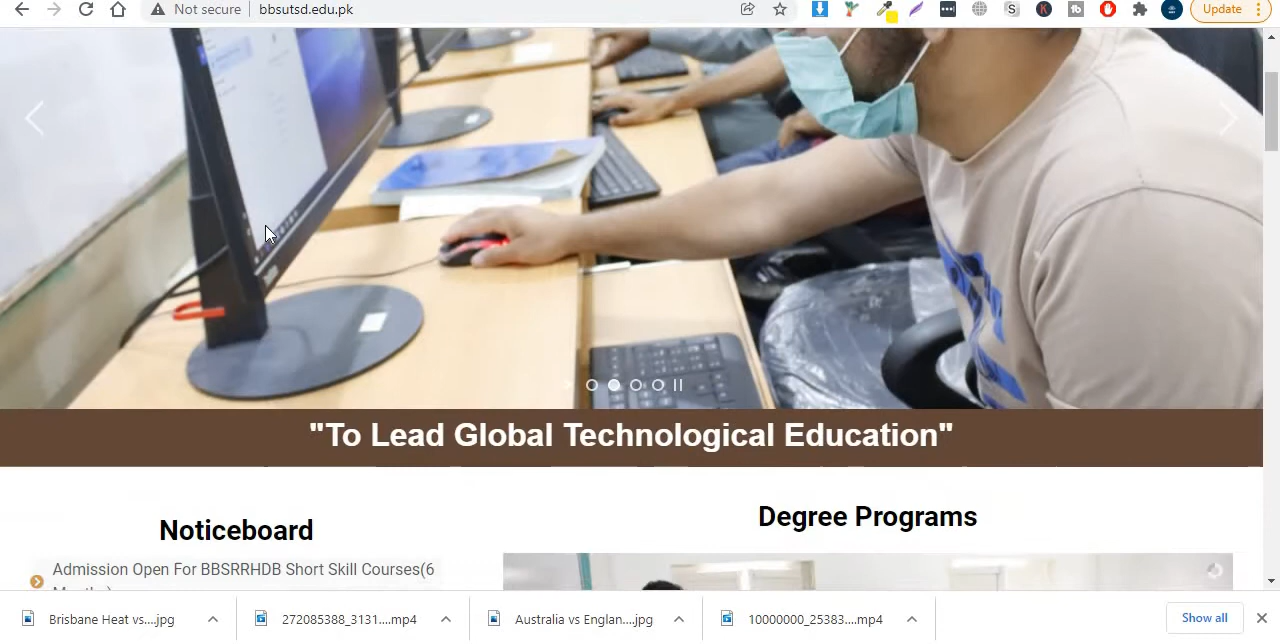 Not secure
bbsutsd.edu.pk
Update
"To Lead Global Technological Education"
Noticeboard
Degree Programs
Admission Open For BBSRRHDB Short Skill Courses(6
Brisbane Heat vs....jpg
272085388_3131....mp4
Australia vs Englan....jpg
10000000_25383....mp4
Show all